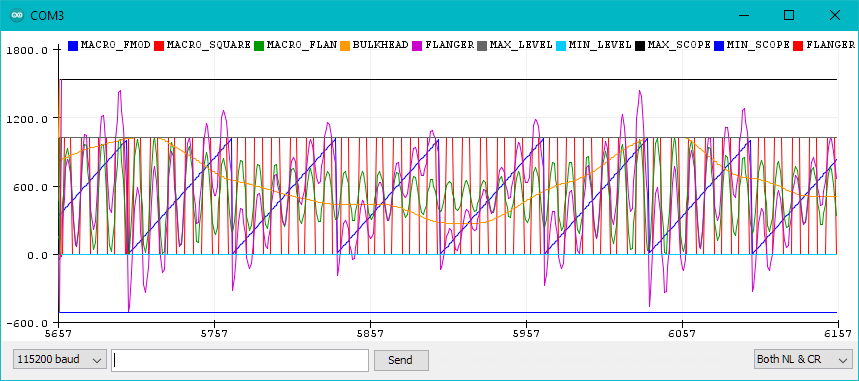 COM3
1800.0 MACRO_FMOD MACRO_SQUARE MACRO_FLAN BULKHEAD FLANGER MAX_LEVEL MIN_LEVEL MAX_SCOPE MIN_SCOPE FLANGER
1200.0
600.0
0.0
-600.0
5657 5757 5857 5957 6057 6157
115200 baud Send Both NL & CR